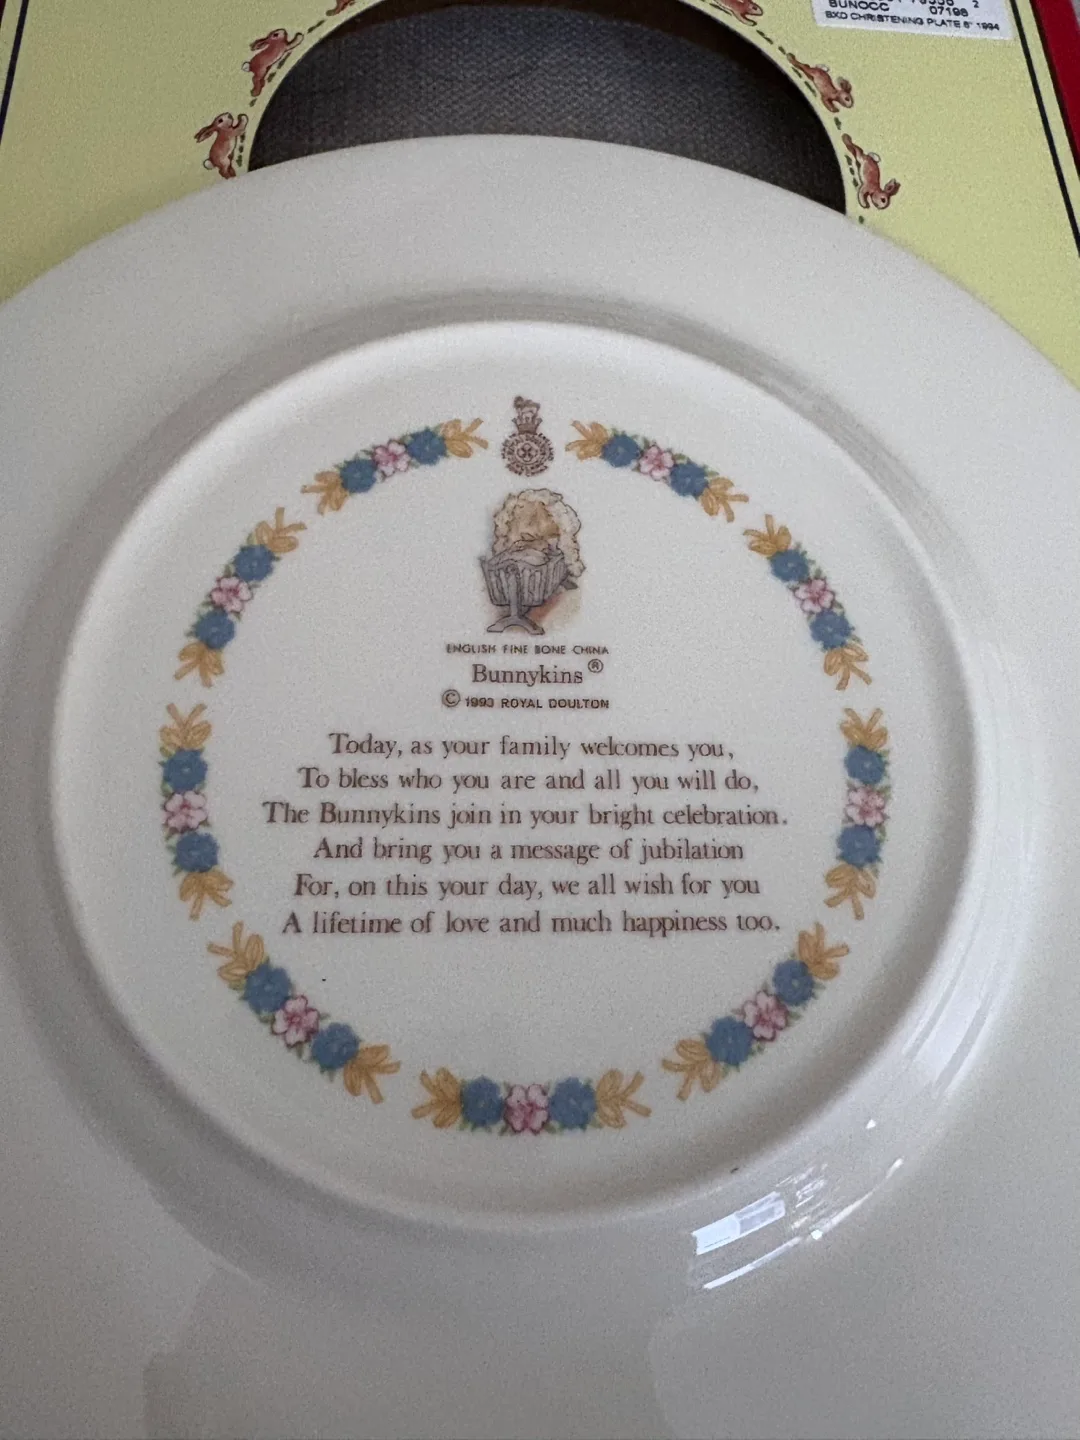 BUNOCC 07198
BXD CHRISTENING PLATE 8" 1994
ENGLISH FINE BONE CHINA
Bunnykins®
© 1993 ROYAL DOULTON
Today, as your family welcomes you,
To bless who you are and all you will do,
The Bunnykins join in your bright celebration.
And bring you a message of jubilation
For, on this your day, we all wish for you
A lifetime of love and much happiness too.